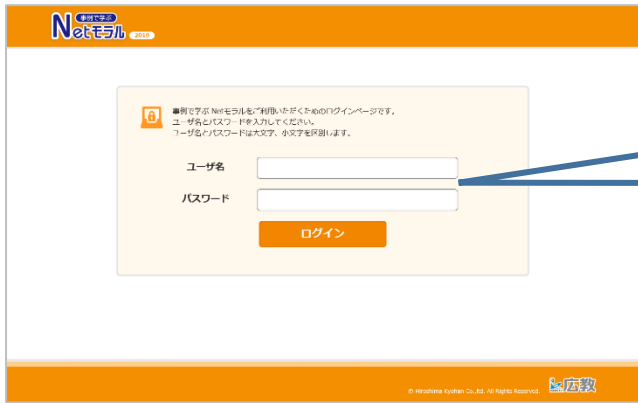 事例で学ぶ
Netモラル 2019
事例で学ぶ Netモラルをご利用いただくためのログインページです。
ユーザ名とパスワードを入力してください。
ユーザ名とパスワードは大文字、小文字を区別します。
ユーザ名
パスワード
ログイン
© Hiroshima Kyohan Co.,ltd. All Rights Reserved.
広教